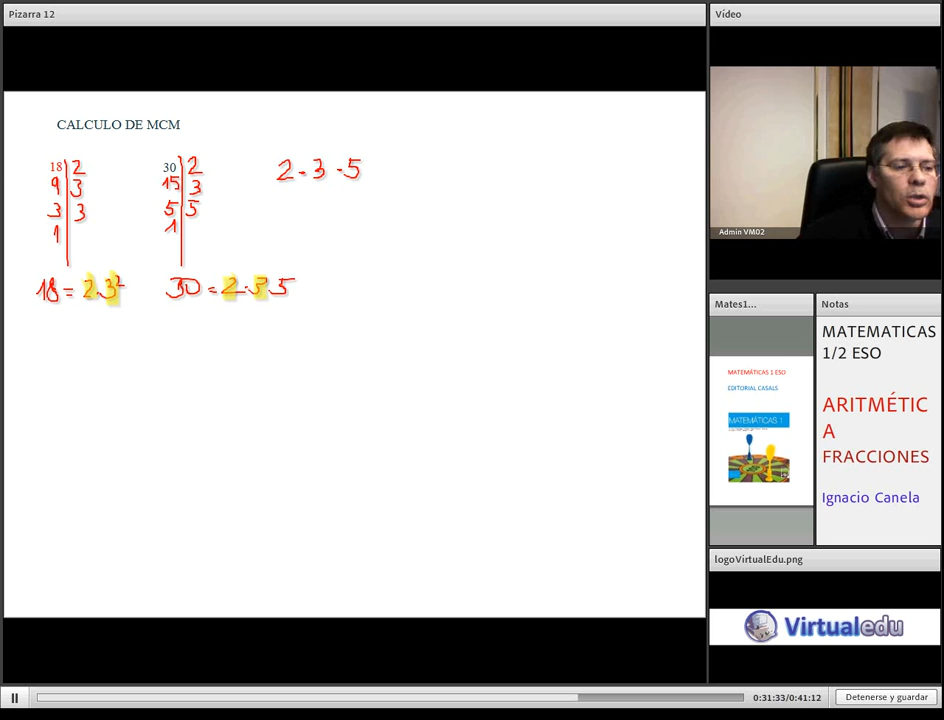 Pizarra 12
CALCULO DE MCM
18 2
9 3
3 3
1
30 2
15 3
5 5
1
2 · 3 · 5
18 = 2·3²
30 = 2·3·5
Vídeo
Admin VM02
Mates1...
MATEMÁTICAS 1 ESO
EDITORIAL CASALS
MATEMÀTIQUES 1
Notas
MATEMATICAS
1/2 ESO
ARITMÉTIC
A
FRACCIONES
Ignacio Canela
logoVirtualEdu.png
Virtualedu
0:31:33/0:41:12
Detenerse y guardar